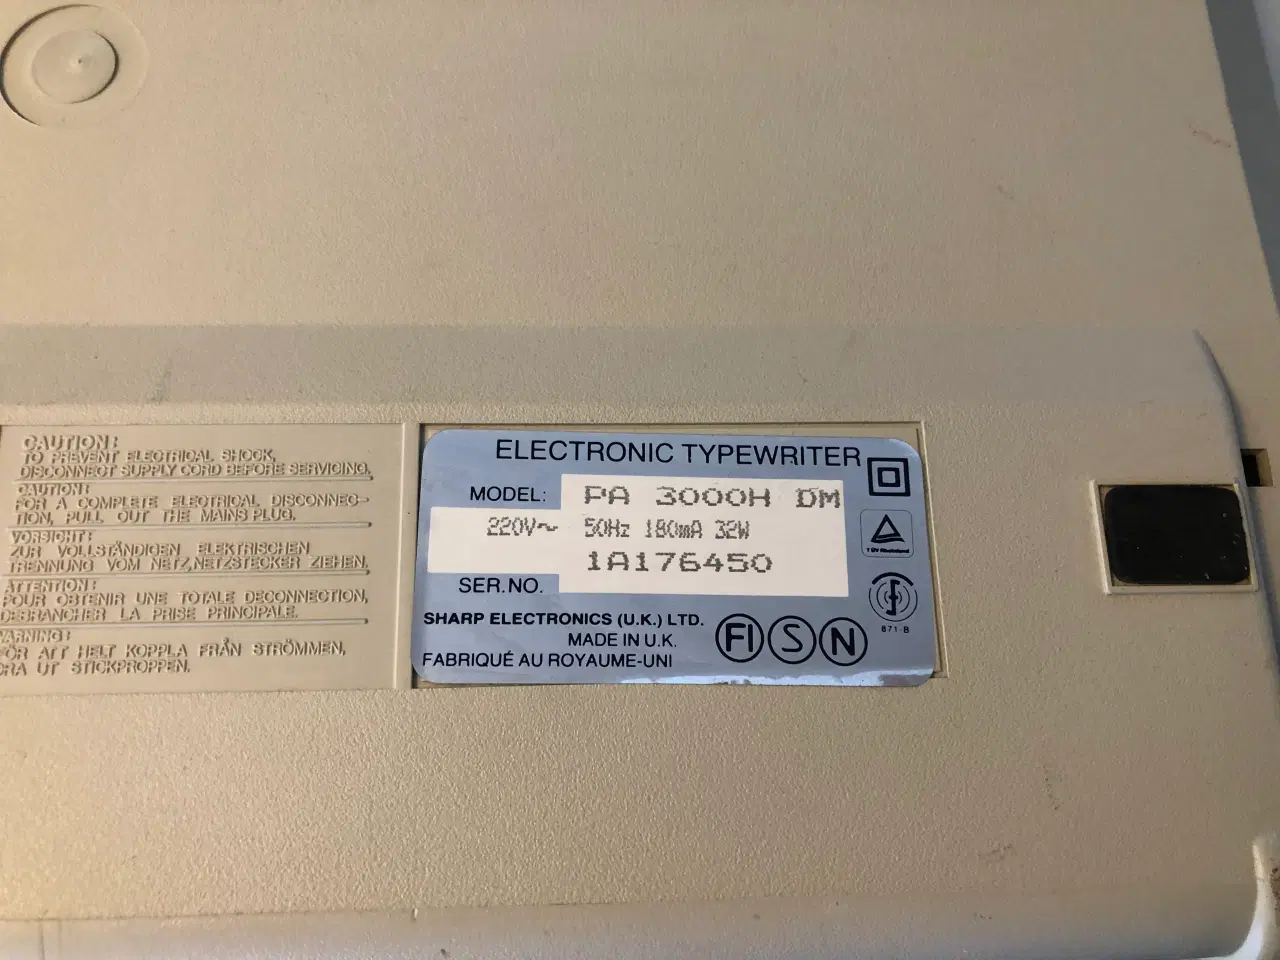 CAUTION:
TO PREVENT ELECTRICAL SHOCK,
DISCONNECT SUPPLY CORD BEFORE SERVICING.
CAUTION:
FOR A COMPLETE ELECTRICAL DISCONNEC-
TION, PULL OUT THE MAINS PLUG.
VORSICHT:
ZUR VOLLSTÄNDIGEN ELEKTRISCHEN
TRENNUNG VOM NETZ,NETZSTECKER ZIEHEN.
ATTENTION:
POUR OBTENIR UNE TOTALE DECONNECTION,
DEBRANCHER LA PRISE PRINCIPALE.
VARNING:
FÖR ATT HELT KOPPLA FRÅN STRÖMMEN,
DRA UT STICKPROPPEN.
ELECTRONIC TYPEWRITER
MODEL: PA 3000H DM
220V~ 50Hz 180mA 32W
1A176450
SER.NO.
SHARP ELECTRONICS (U.K.) LTD.
MADE IN U.K.
FABRIQUÉ AU ROYAUME-UNI
FI S N
TÜV Rheinland
871-B